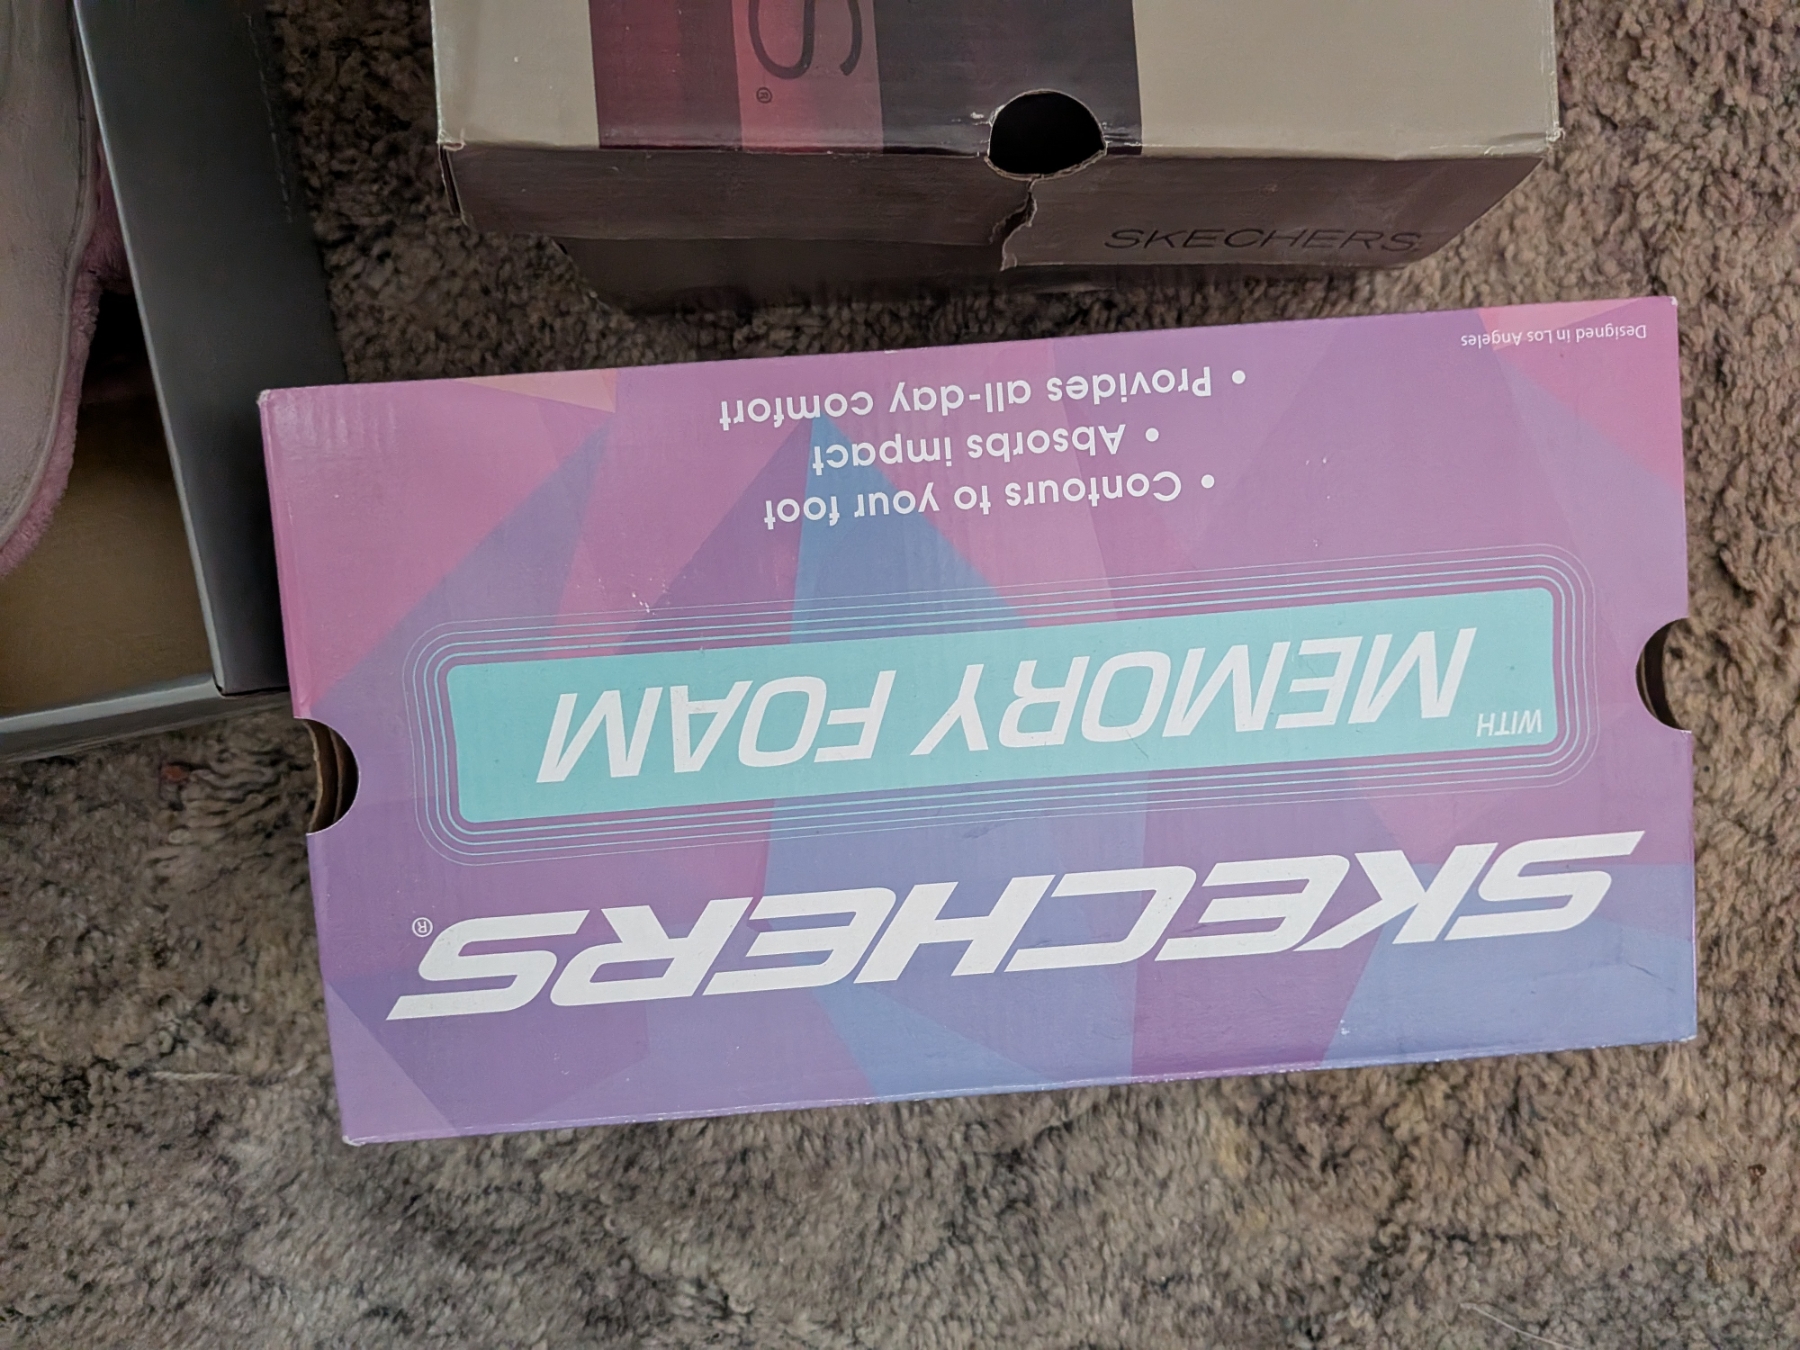 S®
SKECHERS
SKECHERS®
WITH MEMORY FOAM
• Contours to your foot
• Absorbs impact
• Provides all-day comfort
Designed in Los Angeles